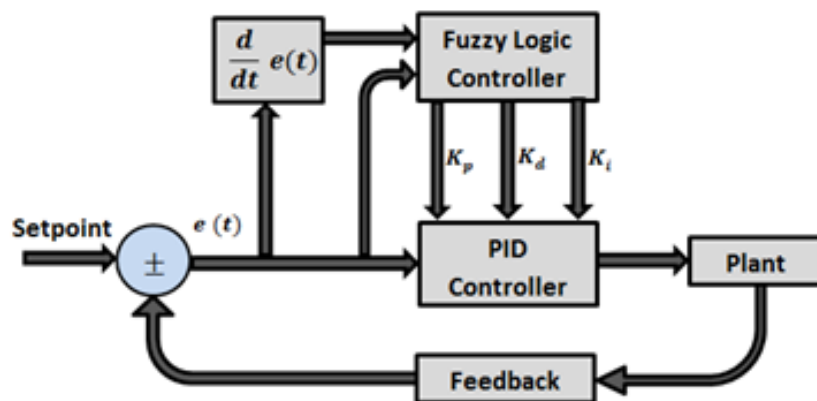 d
dt e(t)
Fuzzy Logic
Controller
K_p K_d K_i
Setpoint
e (t)
±
PID
Controller
Plant
Feedback